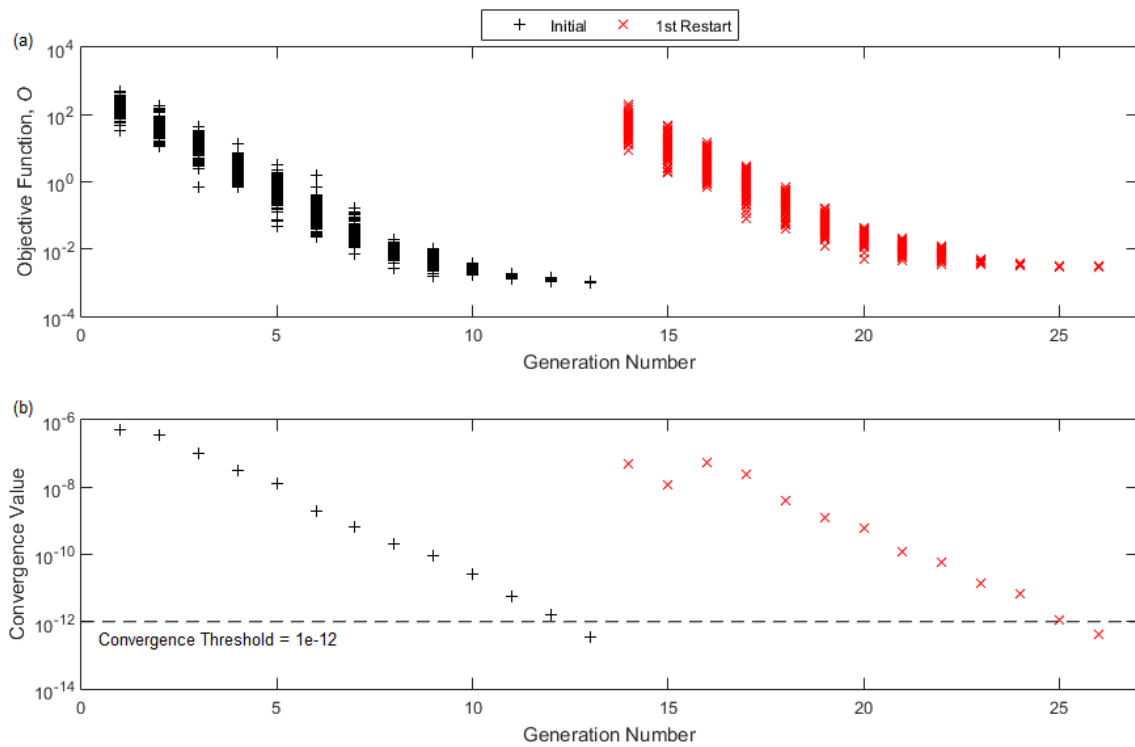 Initial 1st Restart
(a)
Objective Function, O
10^4
10^2
10^0
10^-2
10^-4
0 5 10 15 20 25
Generation Number
(b)
Convergence Value
10^-6
10^-8
10^-10
10^-12
10^-14
Convergence Threshold = 1e-12
0 5 10 15 20 25
Generation Number